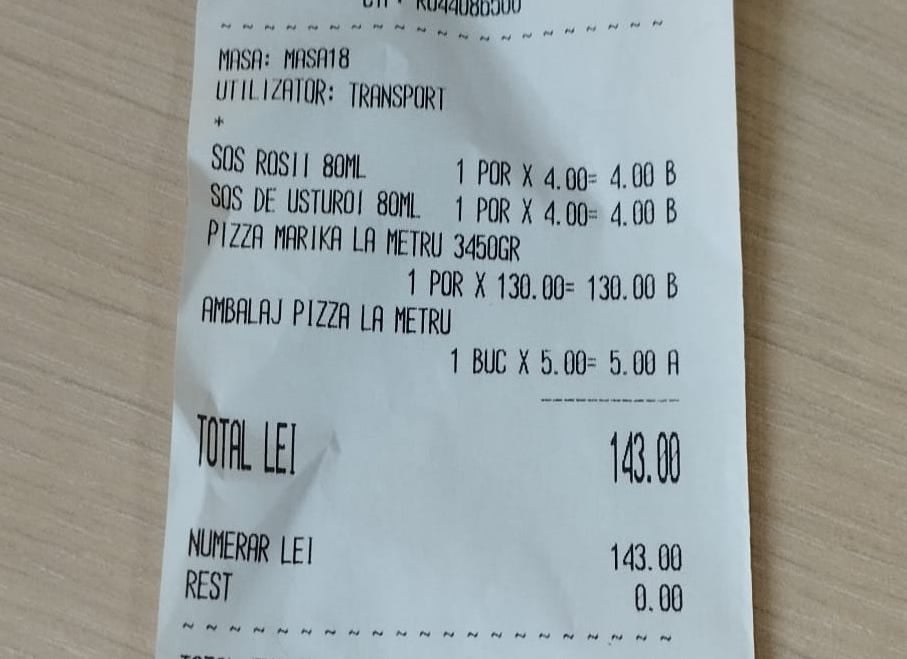 ~ ~ ~ ~ ~ ~ ~ ~ ~ ~ ~ ~ ~ ~ ~ ~ ~ ~ ~
MASA: MASA18
UTILIZATOR: TRANSPORT
*
SOS ROSII 80ML 1 POR X 4.00= 4.00 B
SOS DE USTUROI 80ML 1 POR X 4.00= 4.00 B
PIZZA MARIKA LA METRU 3450GR
1 POR X 130.00= 130.00 B
AMBALAJ PIZZA LA METRU
1 BUC X 5.00= 5.00 A
TOTAL LEI 143.00
NUMERAR LEI 143.00
REST 0.00
~ ~ ~ ~ ~ ~ ~ ~ ~ ~ ~ ~ ~ ~ ~ ~ ~ ~ ~ ~ ~